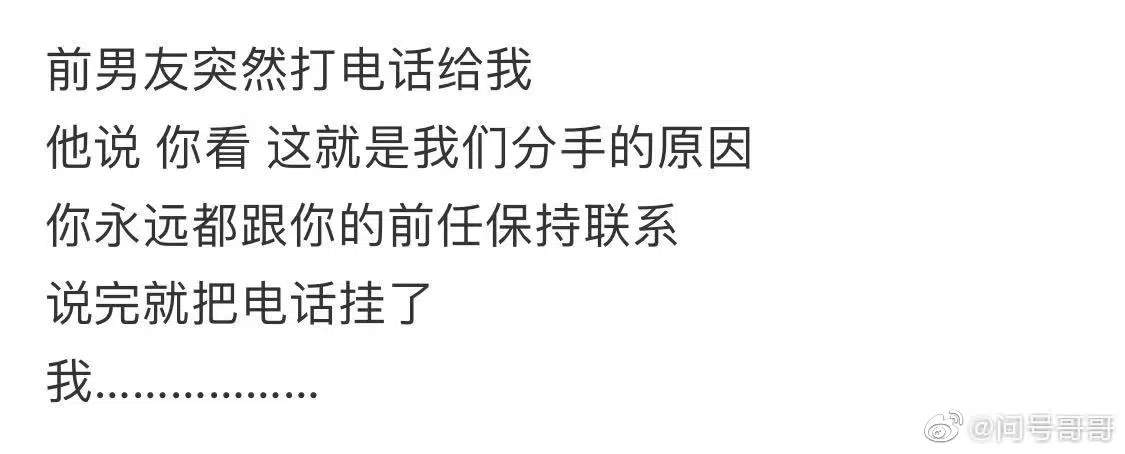 前男友突然打电话给我
他说 你看 这就是我们分手的原因
你永远都跟你的前任保持联系
说完就把电话挂了
我………………
@问号哥哥